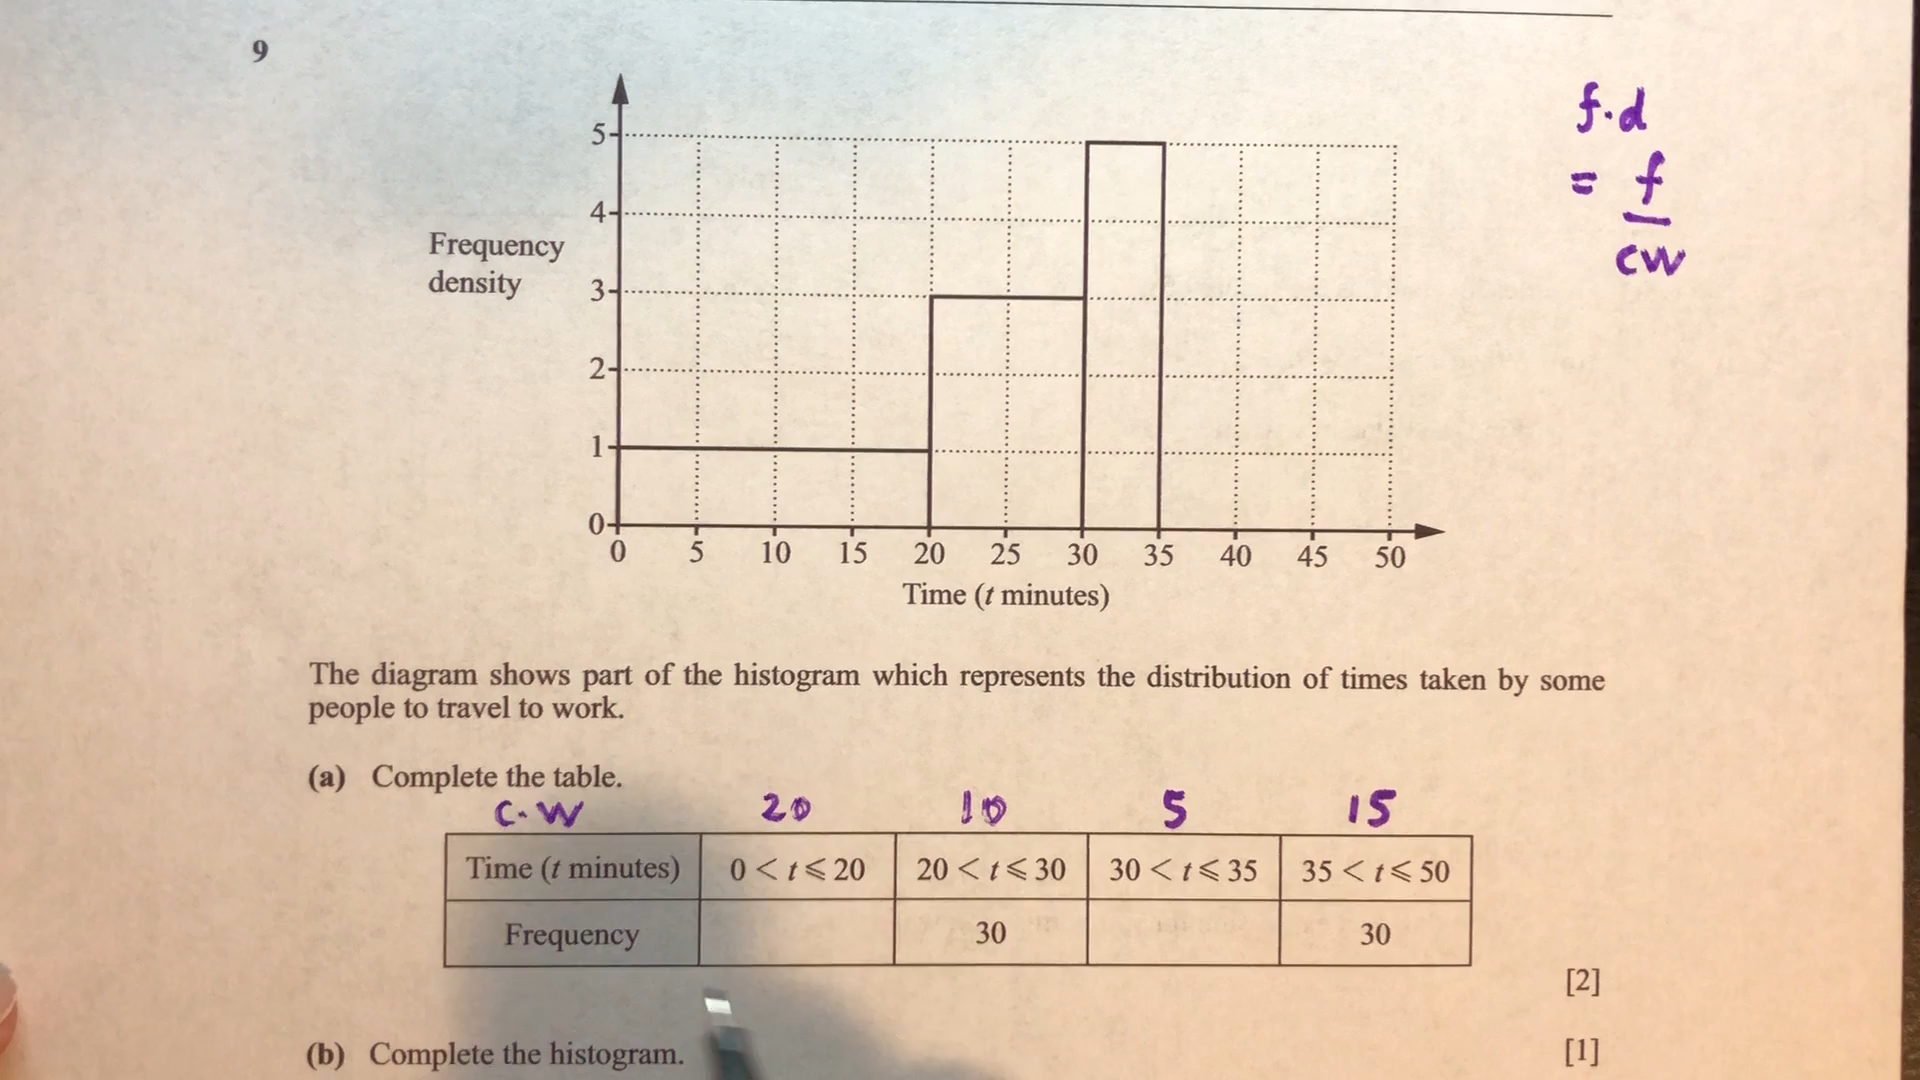 9
f.d
= f
cw
5
4
Frequency
density
3
2
1
0
0 5 10 15 20 25 30 35 40 45 50
Time (t minutes)
The diagram shows part of the histogram which represents the distribution of times taken by some
people to travel to work.
(a) Complete the table.
C.W 20 10 5 15
Time (t minutes) 0 < t ⩽ 20 20 < t ⩽ 30 30 < t ⩽ 35 35 < t ⩽ 50
Frequency 30 30
[2]
(b) Complete the histogram. [1]